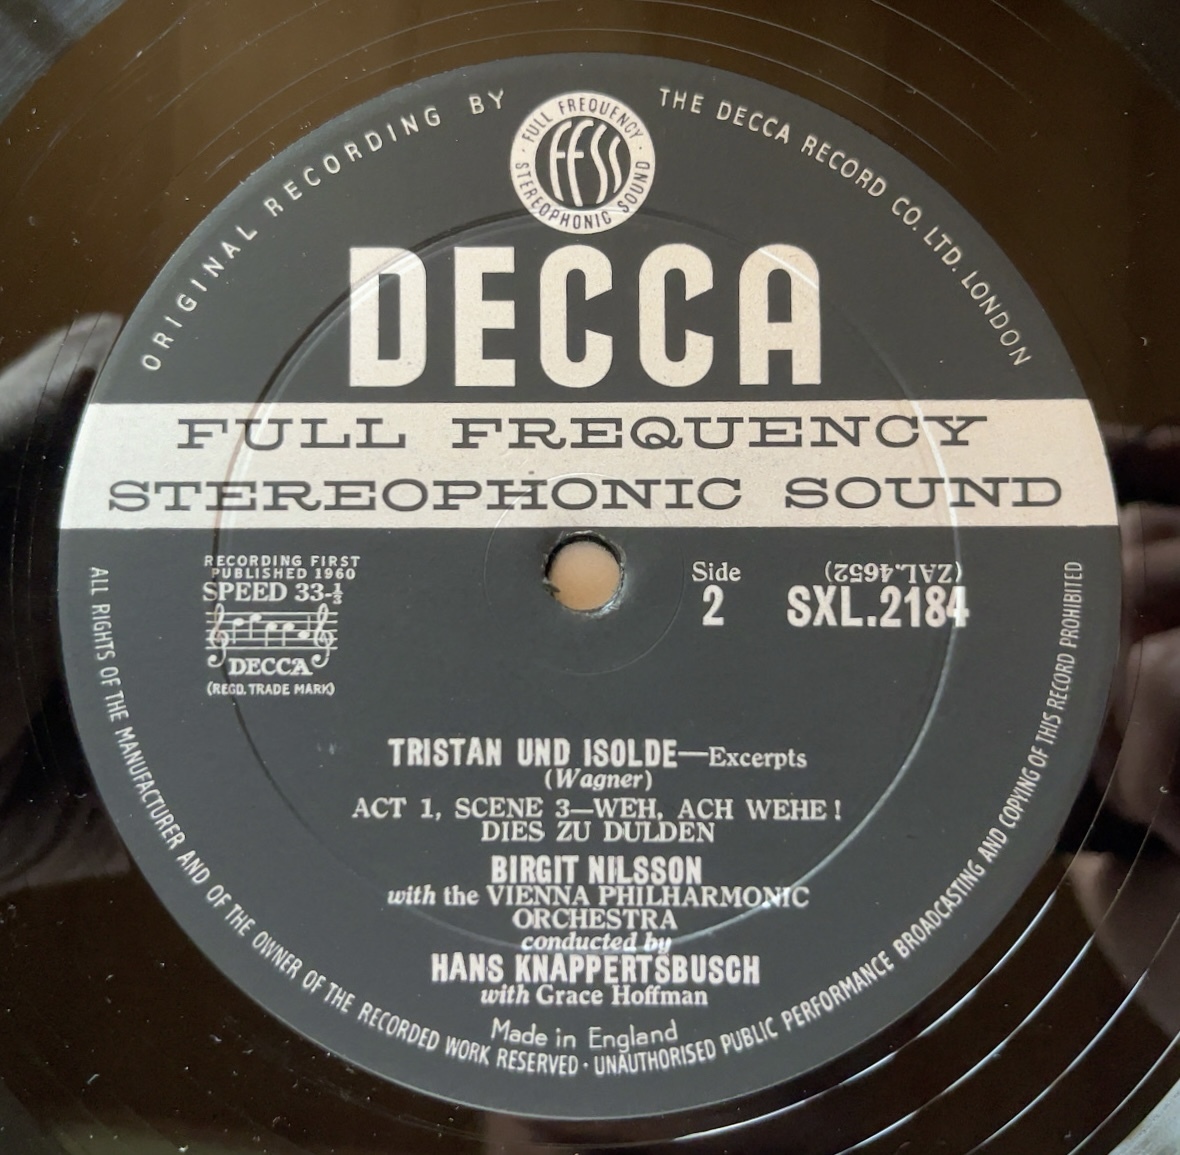 ORIGINAL RECORDING BY THE DECCA RECORD CO. LTD. LONDON
· FULL FREQUENCY · STEREOPHONIC SOUND
FFSS
DECCA
FULL FREQUENCY
STEREOPHONIC SOUND
RECORDING FIRST
PUBLISHED 1960
SPEED 33-⅓
DECCA
(REGD. TRADE MARK)
Side
2
(ZAL.4652)
SXL.2184
TRISTAN UND ISOLDE—Excerpts
(Wagner)
ACT 1, SCENE 3—WEH, ACH WEHE!
DIES ZU DULDEN
BIRGIT NILSSON
with the VIENNA PHILHARMONIC
ORCHESTRA
conducted by
HANS KNAPPERTSBUSCH
with Grace Hoffman
Made in England
ALL RIGHTS OF THE MANUFACTURER AND OF THE OWNER OF THE RECORDED WORK RESERVED · UNAUTHORISED PUBLIC PERFORMANCE BROADCASTING AND COPYING OF THIS RECORD PROHIBITED